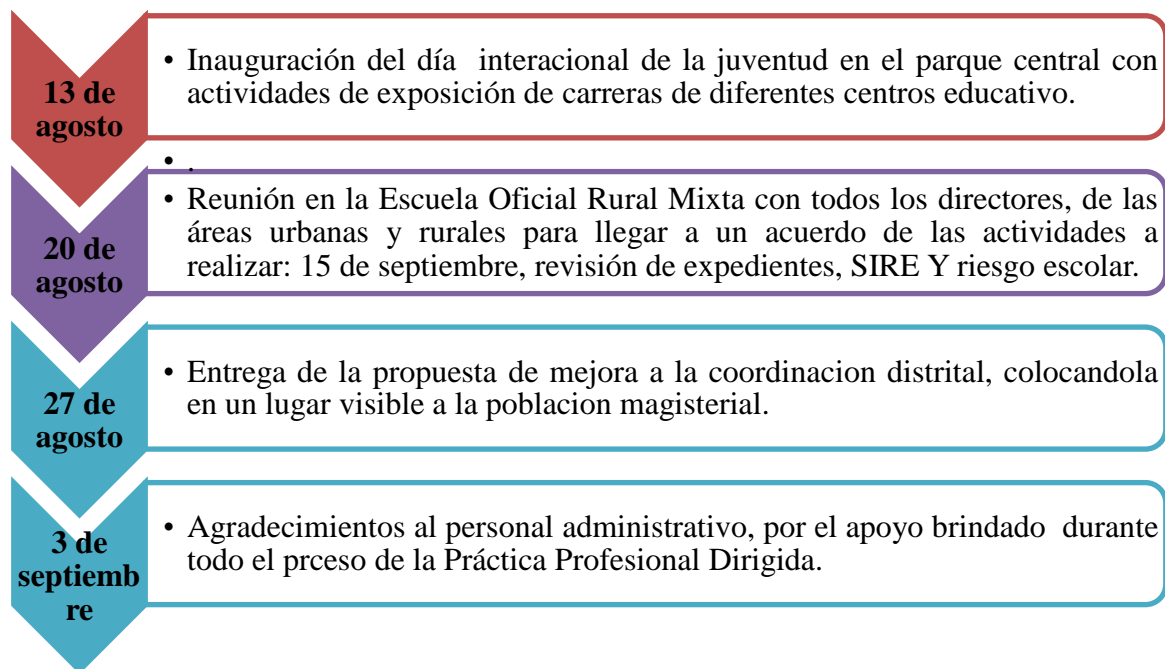 13 de
agosto
• Inauguración del día interacional de la juventud en el parque central con
actividades de exposición de carreras de diferentes centros educativo.
• .
20 de
agosto
• Reunión en la Escuela Oficial Rural Mixta con todos los directores, de las
áreas urbanas y rurales para llegar a un acuerdo de las actividades a
realizar: 15 de septiembre, revisión de expedientes, SIRE Y riesgo escolar.
27 de
agosto
• Entrega de la propuesta de mejora a la coordinacion distrital, colocandola
en un lugar visible a la poblacion magisterial.
3 de
septiemb
re
• Agradecimientos al personal administrativo, por el apoyo brindado durante
todo el prceso de la Práctica Profesional Dirigida.